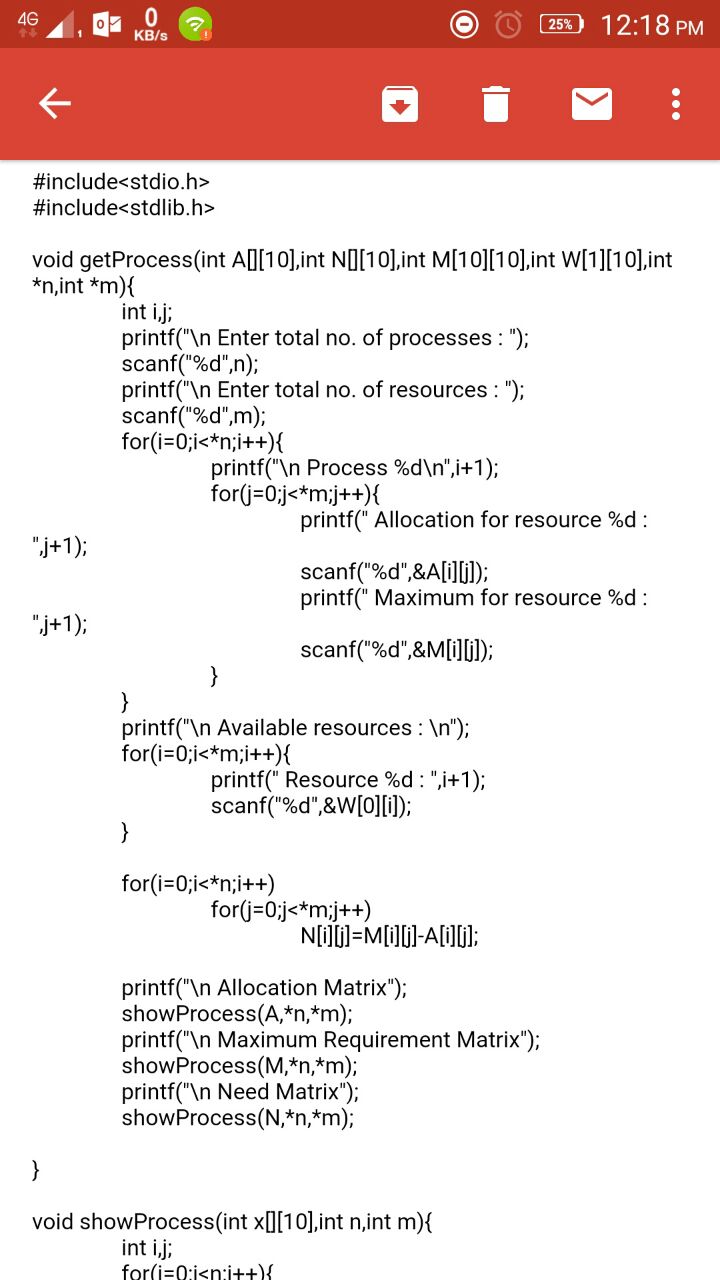 4G
1
0
KB/s
25%
12:18 PM
#include<stdio.h>
#include<stdlib.h>
void getProcess(int A[][10],int N[][10],int M[10][10],int W[1][10],int
*n,int *m){
int i,j;
printf("\n Enter total no. of processes : ");
scanf("%d",n);
printf("\n Enter total no. of resources : ");
scanf("%d",m);
for(i=0;i<*n;i++){
printf("\n Process %d\n",i+1);
for(j=0;j<*m;j++){
printf(" Allocation for resource %d :
",j+1);
scanf("%d",&A[i][j]);
printf(" Maximum for resource %d :
",j+1);
scanf("%d",&M[i][j]);
}
}
printf("\n Available resources : \n");
for(i=0;i<*m;i++){
printf(" Resource %d : ",i+1);
scanf("%d",&W[0][i]);
}
for(i=0;i<*n;i++)
for(j=0;j<*m;j++)
N[i][j]=M[i][j]-A[i][j];
printf("\n Allocation Matrix");
showProcess(A,*n,*m);
printf("\n Maximum Requirement Matrix");
showProcess(M,*n,*m);
printf("\n Need Matrix");
showProcess(N,*n,*m);
}
void showProcess(int x[][10],int n,int m){
int i,j;
for(i=0;i<n;i++){